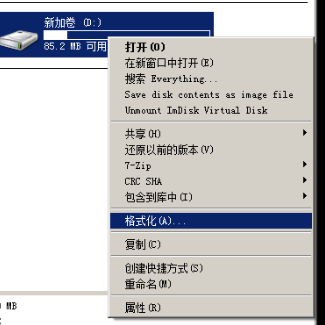 新加卷 (D:)
85.2 MB 可用
打开(O)
在新窗口中打开(E)
搜索 Everything...
Save disk contents as image file
Unmount ImDisk Virtual Disk
共享(H)
还原以前的版本(V)
7-Zip
CRC SHA
包含到库中(I)
格式化(A)...
复制(C)
创建快捷方式(S)
重命名(M)
属性(R)
MB